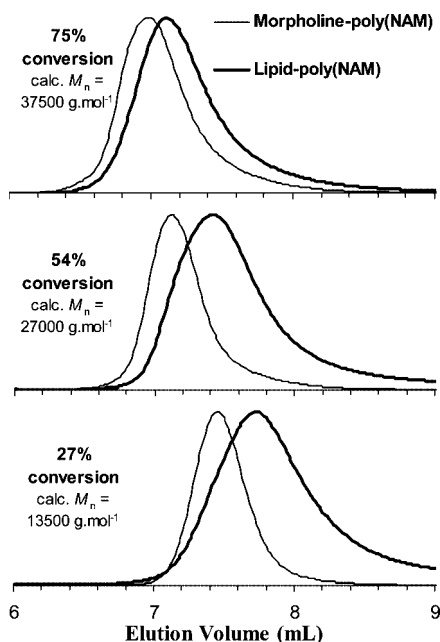 Morpholine-poly(NAM)
Lipid-poly(NAM)
75%
conversion
calc. Mn =
37500 g.mol-1
54%
conversion
calc. Mn =
27000 g.mol-1
27%
conversion
calc. Mn =
13500 g.mol-1
6 7 8 9
Elution Volume (mL)